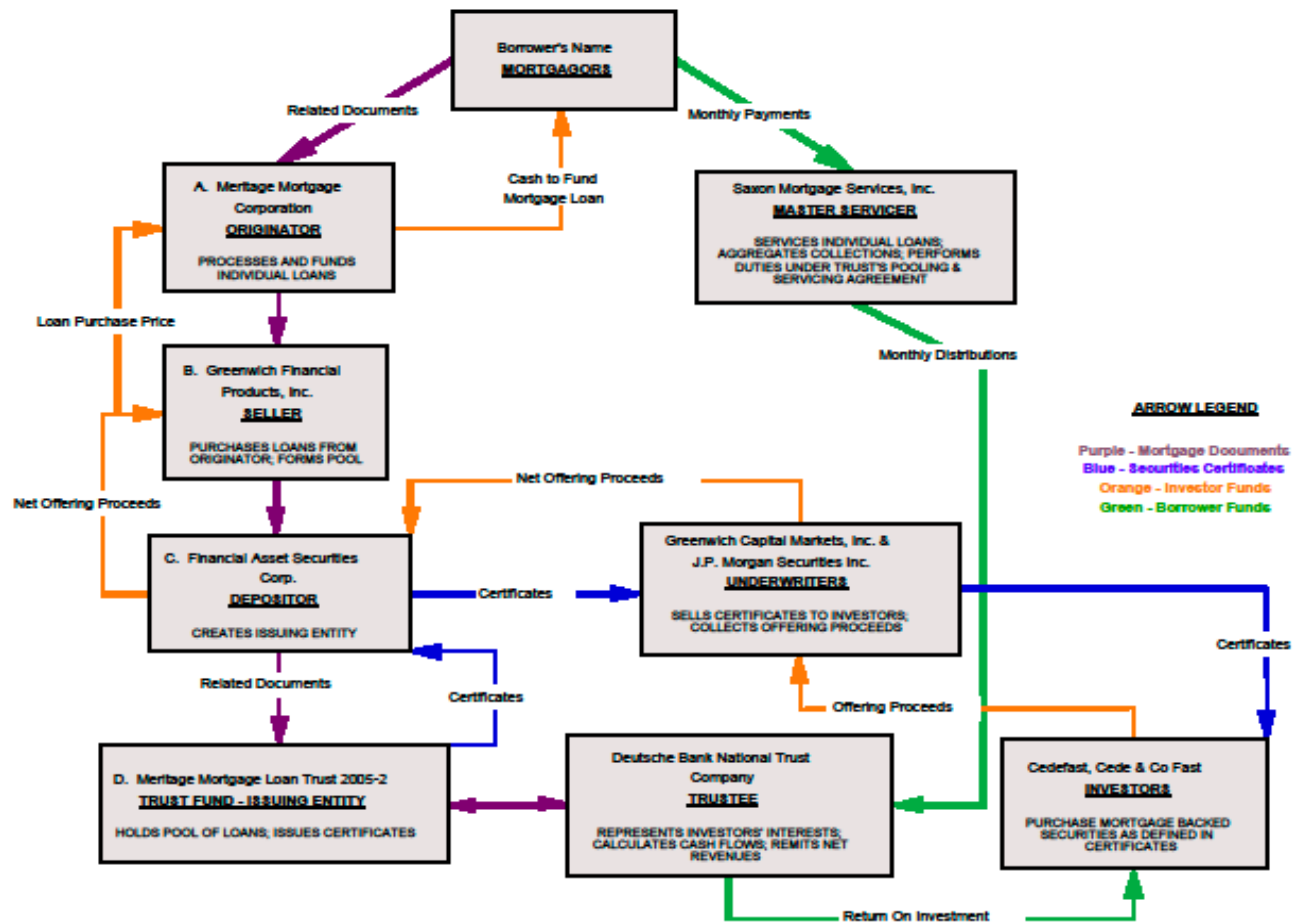 Borrower's Name
MORTGAGORS
Related Documents
Monthly Payments
A. Meritage Mortgage
Corporation
ORIGINATOR
PROCESSES AND FUNDS
INDIVIDUAL LOANS
Cash to Fund
Mortgage Loan
Saxon Mortgage Services, Inc.
MASTER SERVICER
SERVICES INDIVIDUAL LOANS;
AGGREGATES COLLECTIONS; PERFORMS
DUTIES UNDER TRUST'S POOLING &
SERVICING AGREEMENT
Loan Purchase Price
Monthly Distributions
B. Greenwich Financial
Products, Inc.
SELLER
PURCHASES LOANS FROM
ORIGINATOR; FORMS POOL
ARROW LEGEND
Purple - Mortgage Documents
Blue - Securities Certificates
Orange - Investor Funds
Green - Borrower Funds
Net Offering Proceeds
Net Offering Proceeds
C. Financial Asset Securities
Corp.
DEPOSITOR
CREATES ISSUING ENTITY
Certificates
Greenwich Capital Markets, Inc. &
J.P. Morgan Securities Inc.
UNDERWRITERS
SELLS CERTIFICATES TO INVESTORS;
COLLECTS OFFERING PROCEEDS
Certificates
Related Documents
Certificates
Offering Proceeds
D. Meritage Mortgage Loan Trust 2005-2
TRUST FUND - ISSUING ENTITY
HOLDS POOL OF LOANS; ISSUES CERTIFICATES
Deutsche Bank National Trust
Company
TRUSTEE
REPRESENTS INVESTORS' INTERESTS;
CALCULATES CASH FLOWS; REMITS NET
REVENUES
Cedefast, Cede & Co Fast
INVESTORS
PURCHASE MORTGAGE BACKED
SECURITIES AS DEFINED IN
CERTIFICATES
Return On Investment